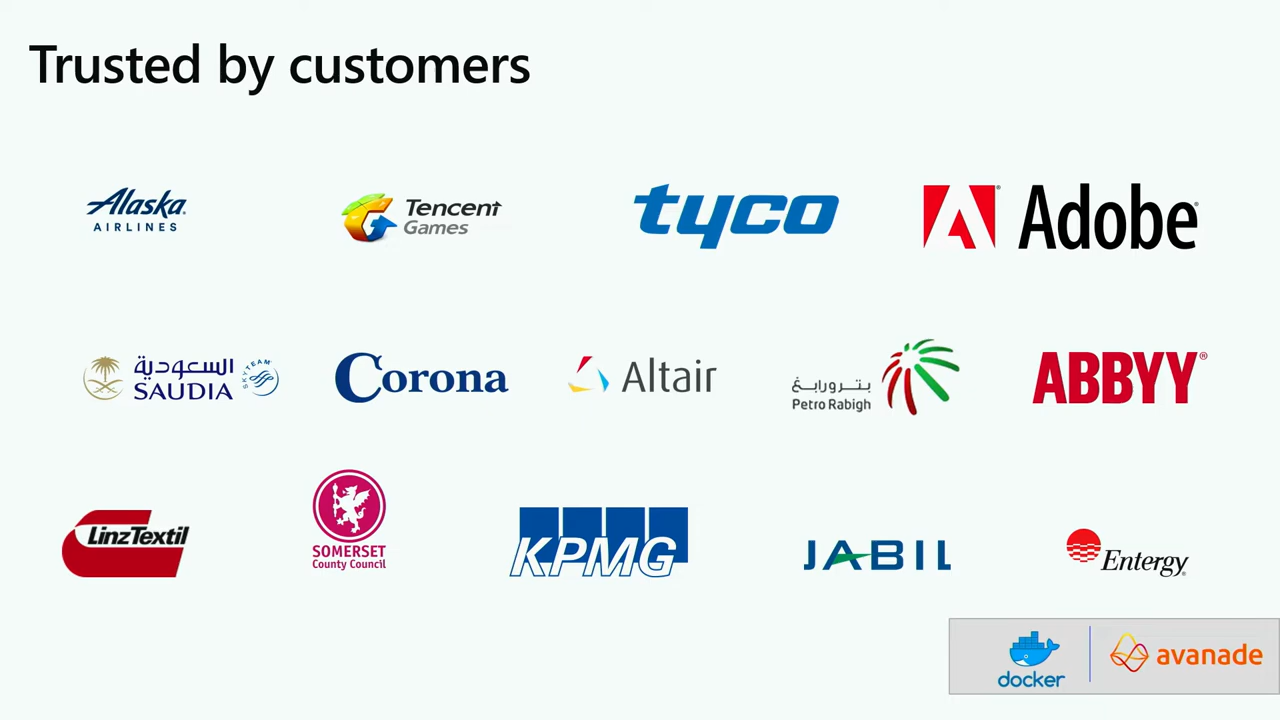 Trusted by customers
Alaska
AIRLINES
Tencent
Games
tyco
Adobe®
السعودية
SAUDIA
SKYTEAM
Corona
Altair
بترورابغ
Petro Rabigh
ABBYY®
LinzTextil
SOMERSET
County Council
KPMG
JABIL
Entergy
docker
avanade